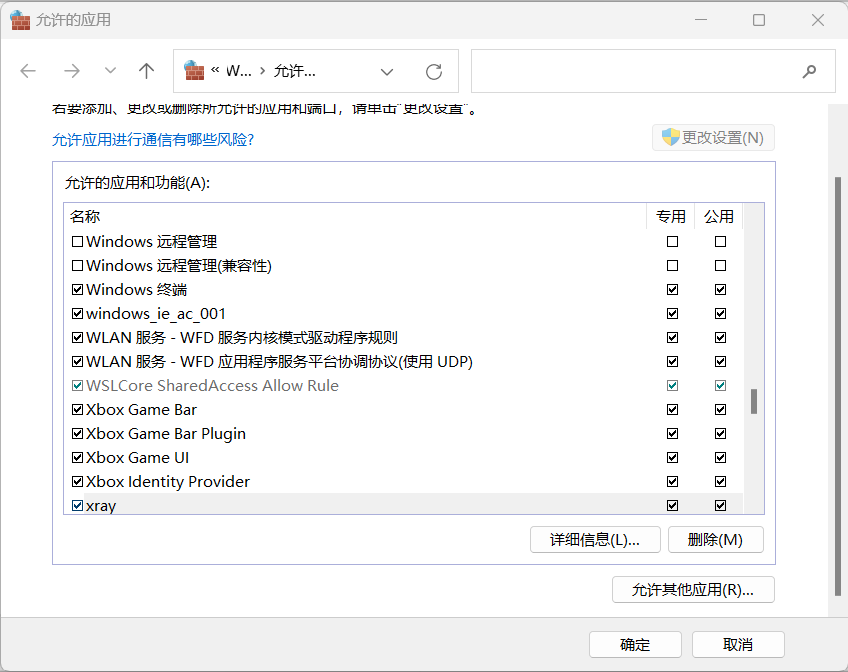 允许的应用
« W... › 允许...
若要添加、更改或删除所允许的应用和端口，请单击"更改设置"。
允许应用进行通信有哪些风险?
更改设置(N)
允许的应用和功能(A):
名称 专用 公用
Windows 远程管理
Windows 远程管理(兼容性)
Windows 终端
windows_ie_ac_001
WLAN 服务 - WFD 服务内核模式驱动程序规则
WLAN 服务 - WFD 应用程序服务平台协调协议(使用 UDP)
WSLCore SharedAccess Allow Rule
Xbox Game Bar
Xbox Game Bar Plugin
Xbox Game UI
Xbox Identity Provider
xray
详细信息(L)... 删除(M)
允许其他应用(R)...
确定 取消